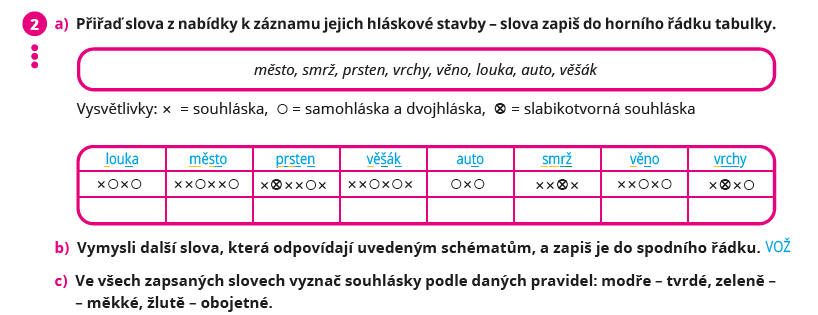 2 a) Přiřaď slova z nabídky k záznamu jejich hláskové stavby – slova zapiš do horního řádku tabulky.
město, smrž, prsten, vrchy, věno, louka, auto, věšák
Vysvětlivky: × = souhláska, ○ = samohláska a dvojhláska, ⊗ = slabikotvorná souhláska
louka město prsten věšák auto smrž věno vrchy
×○×○ ××○××○ ×⊗××○× ××○×○× ○×○ ××⊗× ××○×○ ×⊗×○
b) Vymysli další slova, která odpovídají uvedeným schématům, a zapiš je do spodního řádku. VOŽ
c) Ve všech zapsaných slovech vyznač souhlásky podle daných pravidel: modře – tvrdé, zeleně –
– měkké, žlutě – obojetné.